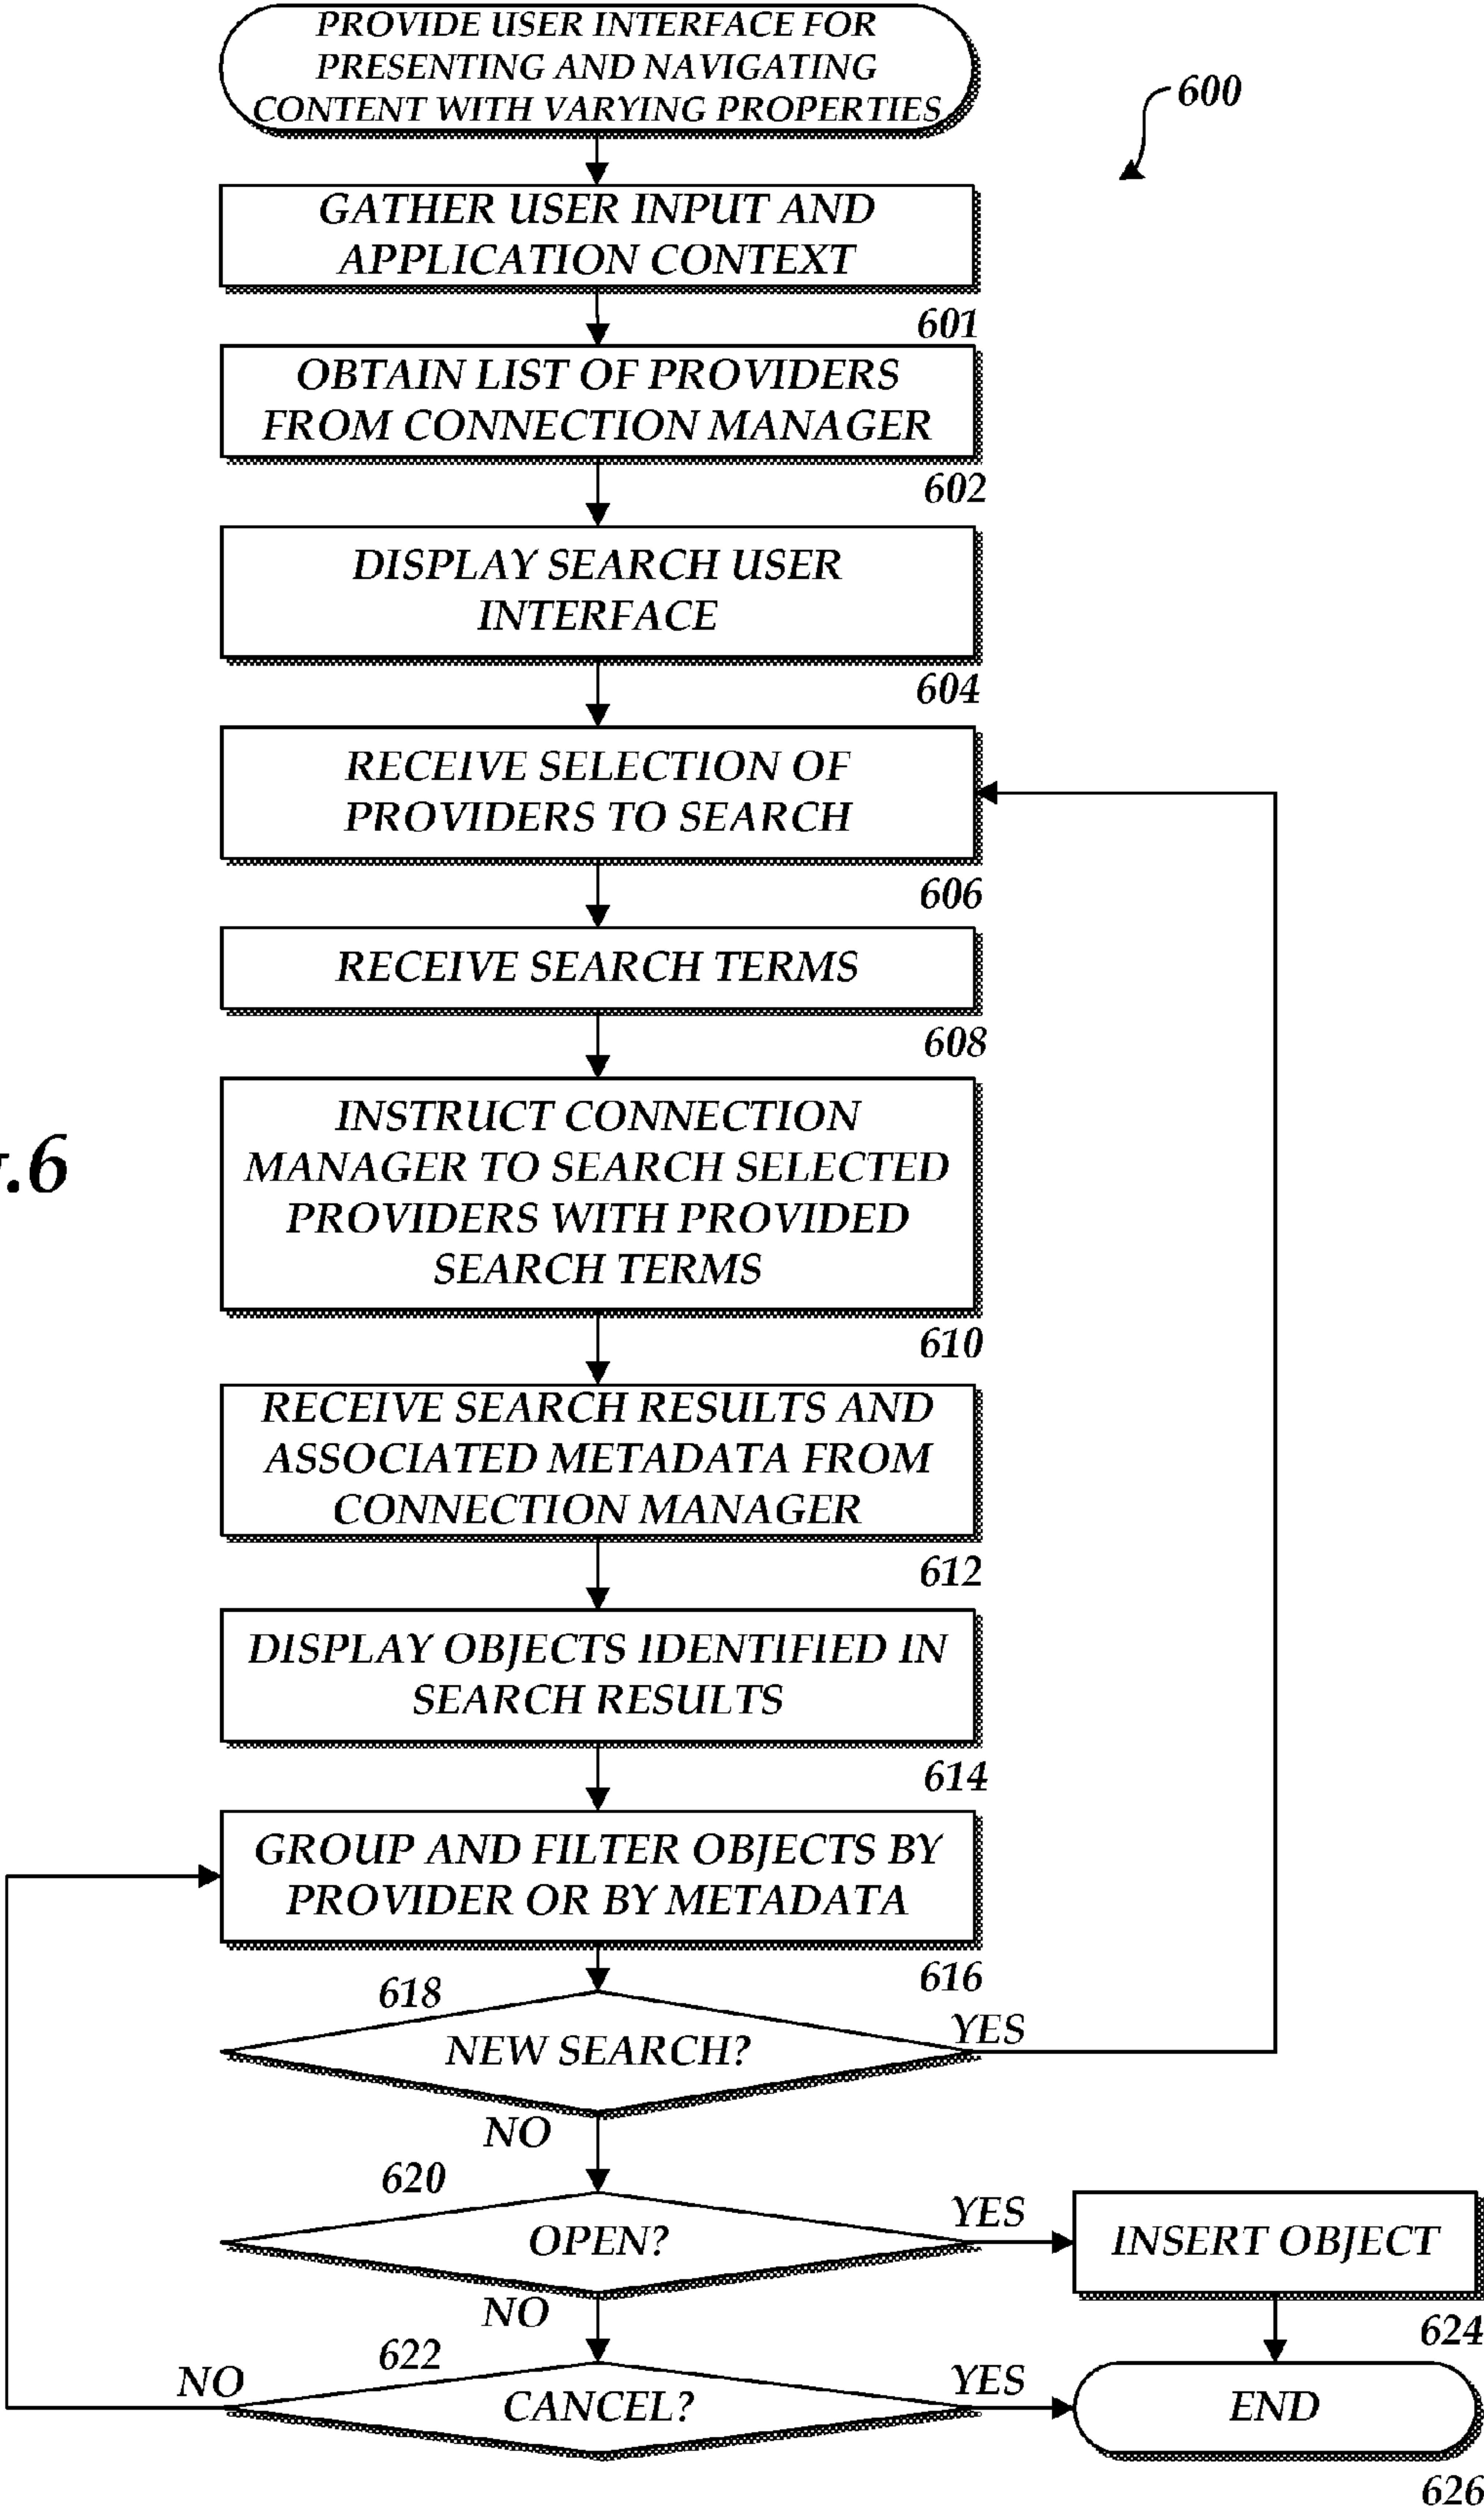 PROVIDE USER INTERFACE FOR
PRESENTING AND NAVIGATING
CONTENT WITH VARYING PROPERTIES
600
GATHER USER INPUT AND
APPLICATION CONTEXT
601
OBTAIN LIST OF PROVIDERS
FROM CONNECTION MANAGER
602
DISPLAY SEARCH USER
INTERFACE
604
RECEIVE SELECTION OF
PROVIDERS TO SEARCH
606
RECEIVE SEARCH TERMS
608
INSTRUCT CONNECTION
MANAGER TO SEARCH SELECTED
PROVIDERS WITH PROVIDED
SEARCH TERMS
.6
610
RECEIVE SEARCH RESULTS AND
ASSOCIATED METADATA FROM
CONNECTION MANAGER
612
DISPLAY OBJECTS IDENTIFIED IN
SEARCH RESULTS
614
GROUP AND FILTER OBJECTS BY
PROVIDER OR BY METADATA
616
618
NEW SEARCH?
YES
NO
620
OPEN?
YES
INSERT OBJECT
624
NO
622
CANCEL?
NO
YES
END
626